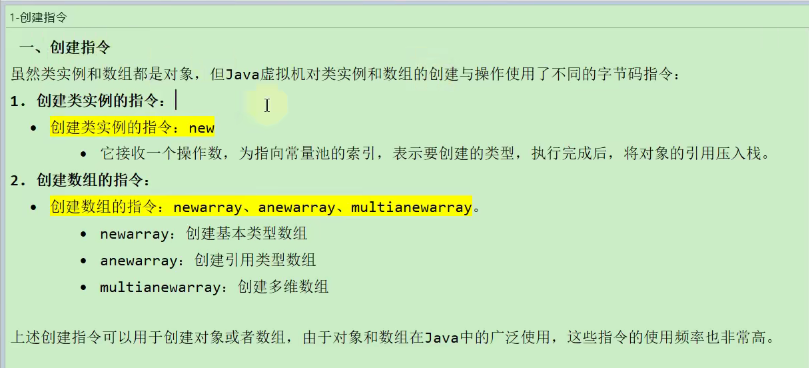 1-创建指令
一、创建指令
虽然类实例和数组都是对象，但Java虚拟机对类实例和数组的创建与操作使用了不同的字节码指令：
1. 创建类实例的指令：
• 创建类实例的指令：new
• 它接收一个操作数，为指向常量池的索引，表示要创建的类型，执行完成后，将对象的引用压入栈。
2. 创建数组的指令：
• 创建数组的指令：newarray、anewarray、multianewarray。
• newarray：创建基本类型数组
• anewarray：创建引用类型数组
• multianewarray：创建多维数组
上述创建指令可以用于创建对象或者数组，由于对象和数组在Java中的广泛使用，这些指令的使用频率也非常高。